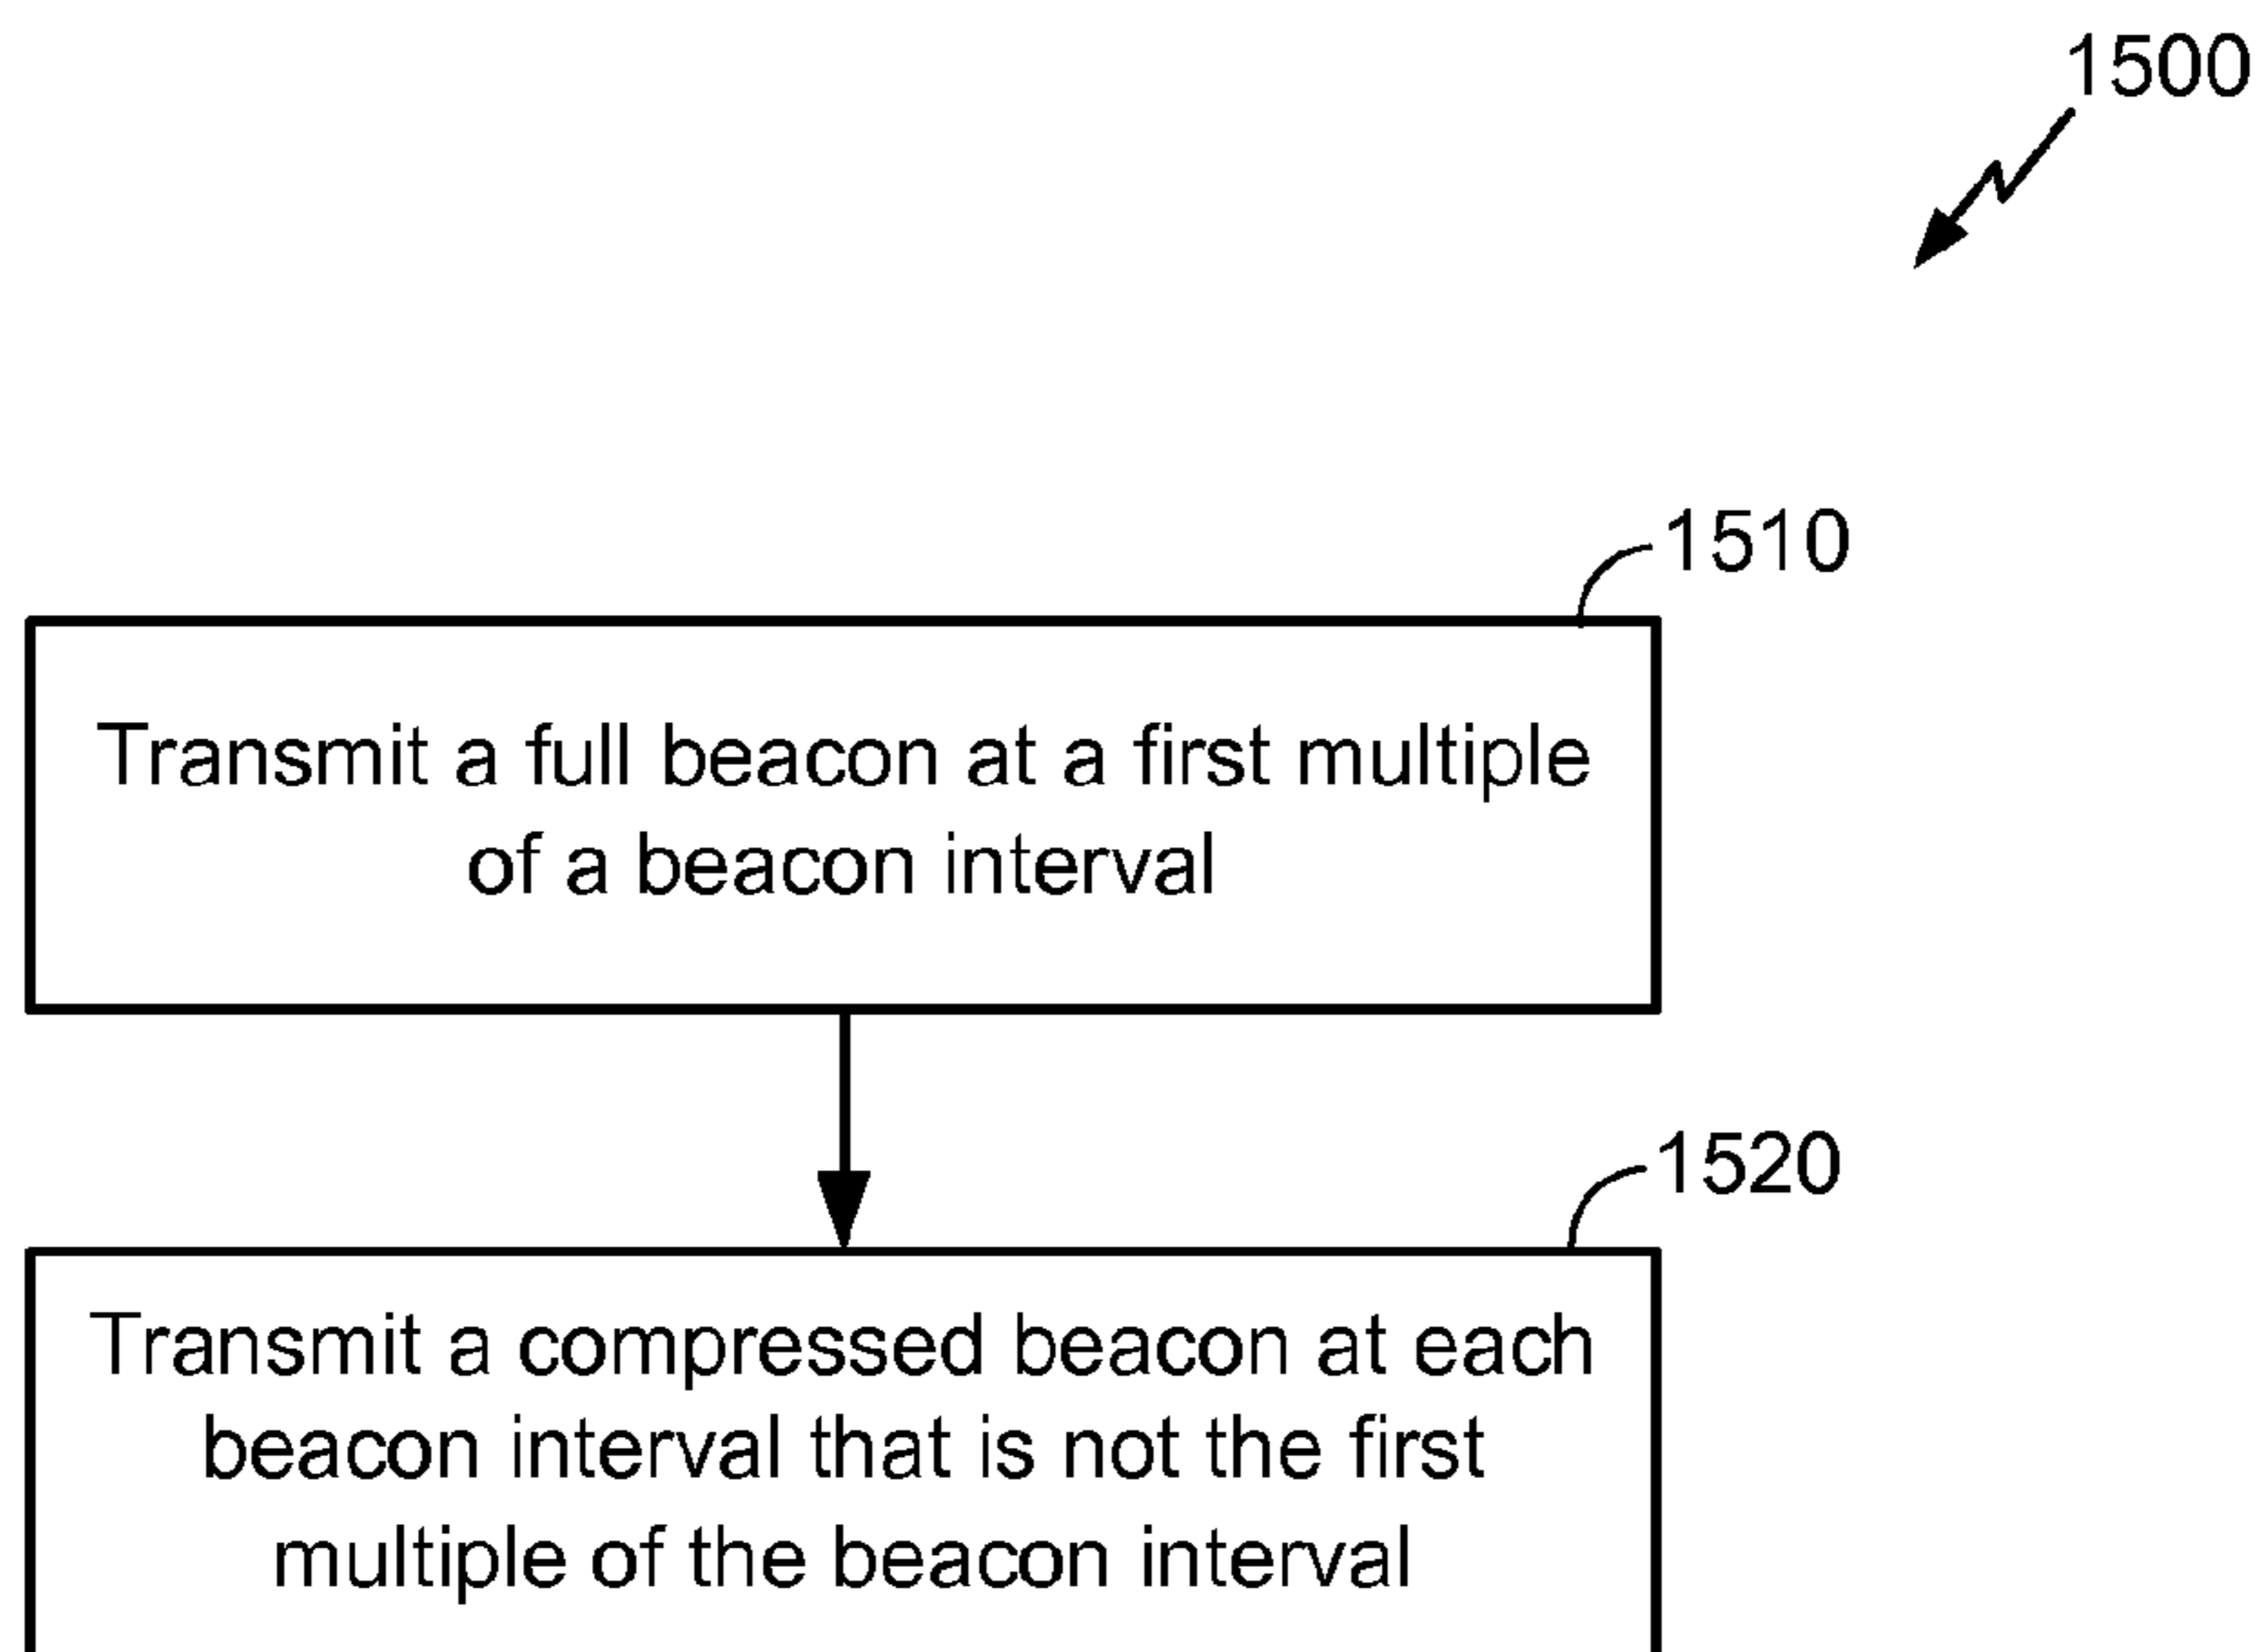 1500
1510
Transmit a full beacon at a first multiple
of a beacon interval
1520
Transmit a compressed beacon at each
beacon interval that is not the first
multiple of the beacon interval